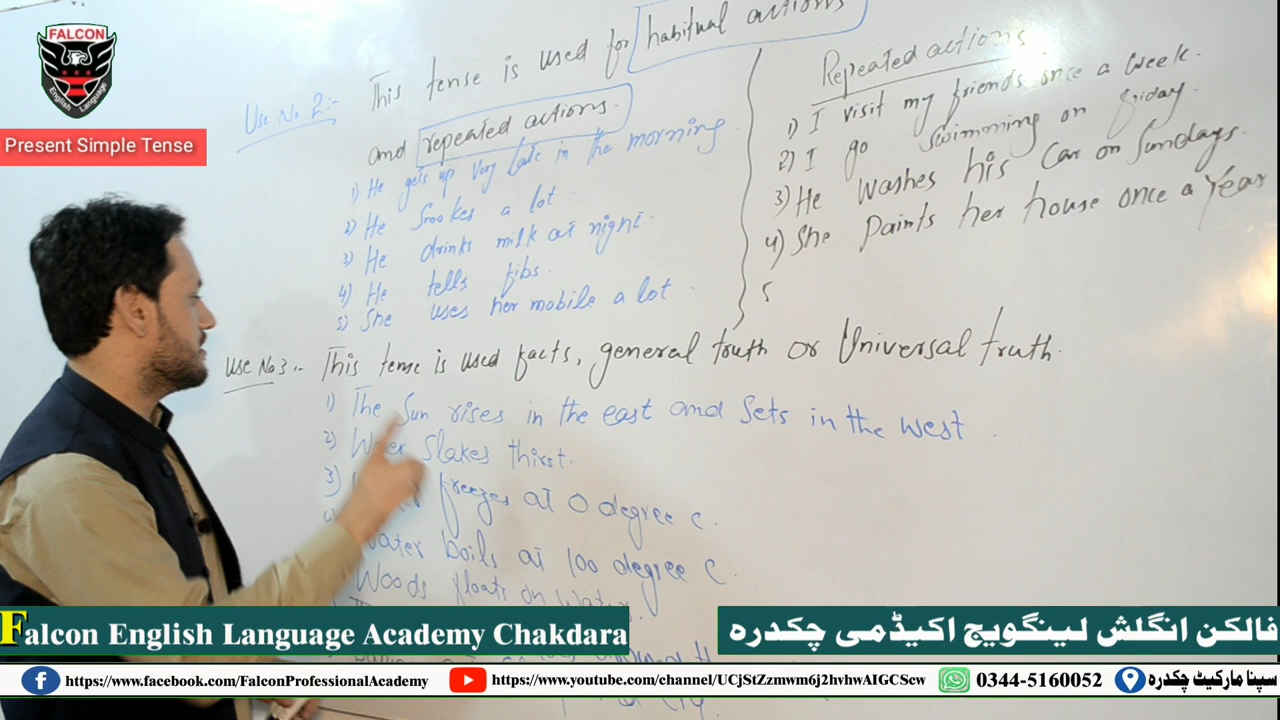 FALCON
English Language
Present Simple Tense
Use No 2:-
This tense is used for habitual actions
and repeated actions.
1) He gets up very late in the morning
2) He smokes a lot
3) He drinks milk at night.
4) He tells fibs.
5) She uses her mobile a lot
Repeated actions
1) I visit my friends once a week.
2) I go swimming on friday.
3) He washes his car on Sundays.
4) She paints her house once a Year
5
Use No 3:- This tense is used facts, general truth or Universal truth.
1) The Sun rises in the east and Sets in the west
2) Slakes thirst.
3) freezes at 0 degree c.
4) Water boils at 100 degree c.
Woods floats on water.
Falcon English Language Academy Chakdara
فالکن انگلش لینگویج اکیڈمی چکدرہ
https://www.facebook.com/FalconProfessionalAcademy
https://www.youtube.com/channel/UCjStZzmwm6j2hvhwAIGCScw
0344-5160052
سپنا مارکیٹ چکدرہ